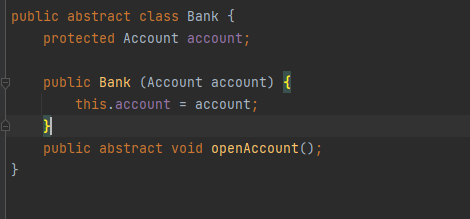 public abstract class Bank {
protected Account account;
public Bank (Account account) {
this.account = account;
}
public abstract void openAccount();
}